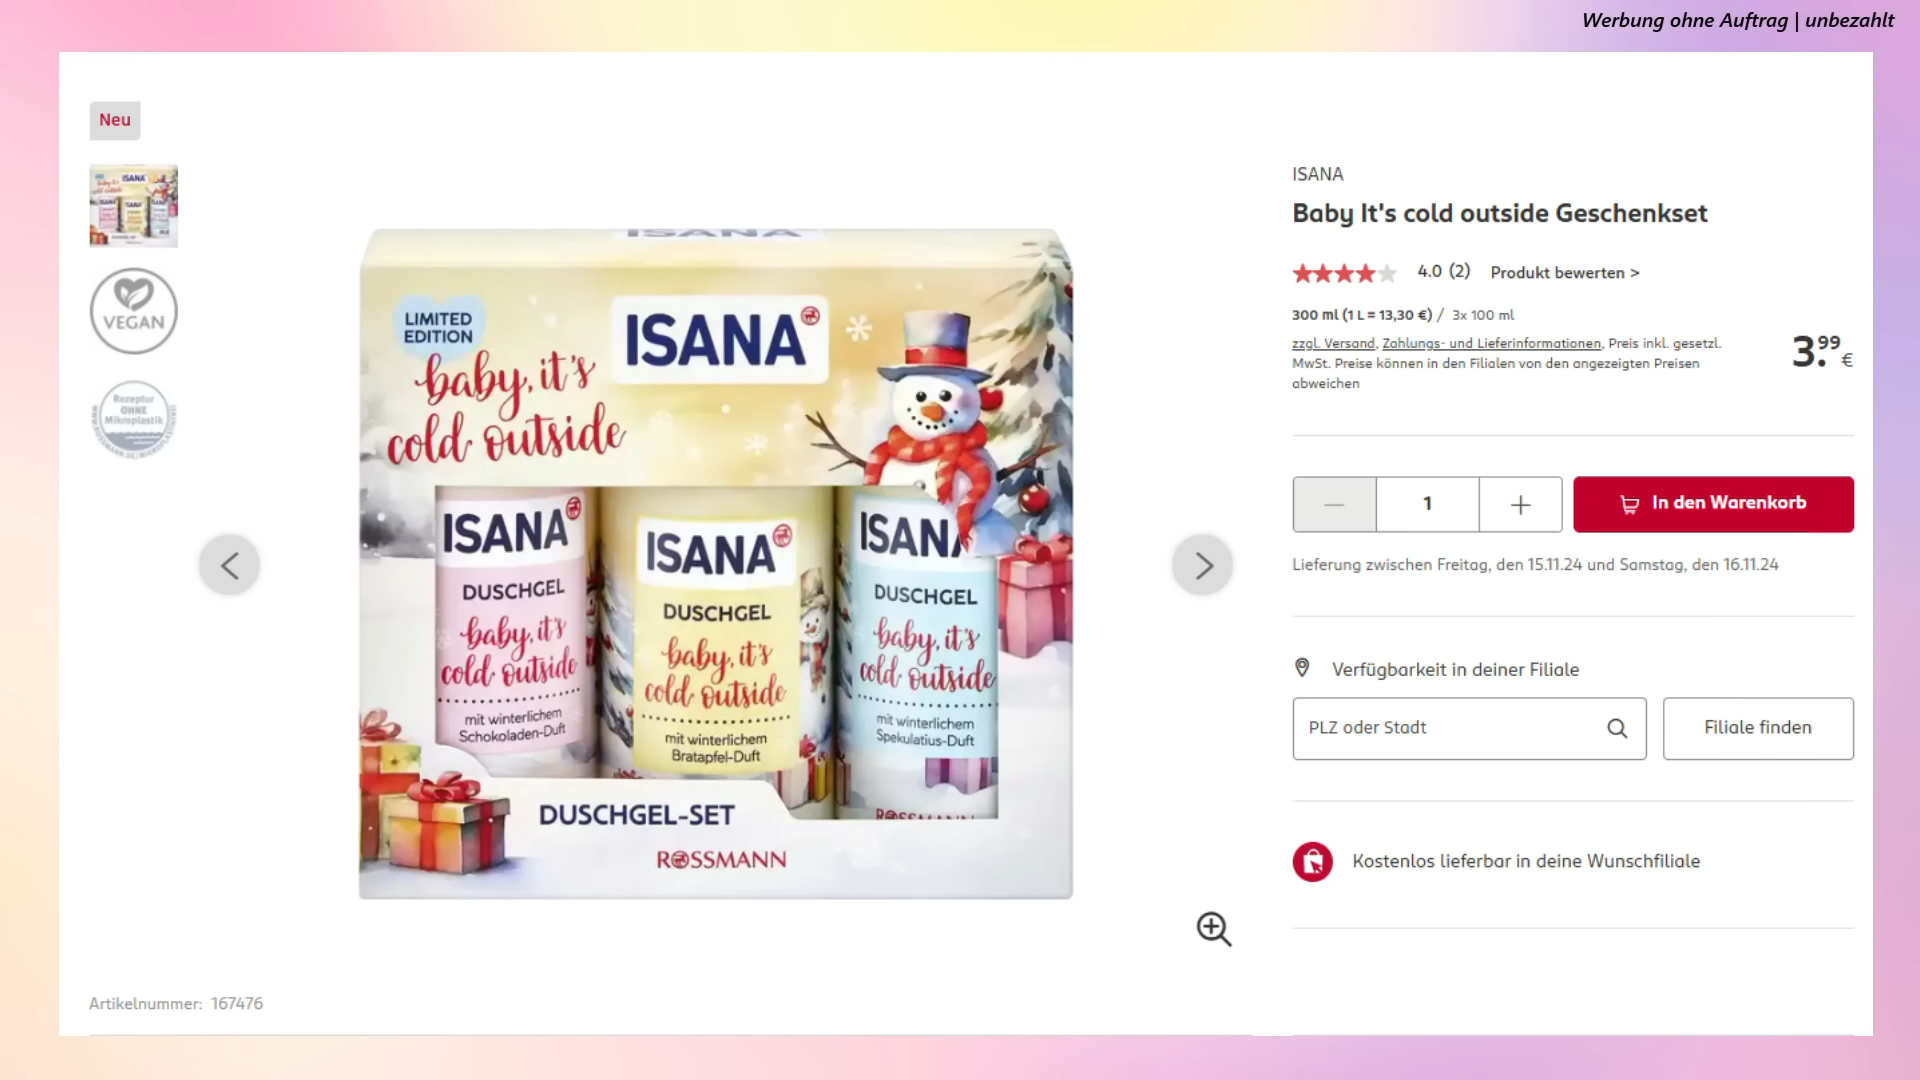 Werbung ohne Auftrag | unbezahlt
Neu
VEGAN
Rezeptur
OHNE
Mikroplastik
ISANA
LIMITED
EDITION
baby, it's
cold outside
ISANA
ISANA
DUSCHGEL
baby, it's
cold outside
mit winterlichem
Schokoladen-Duft
ISANA
DUSCHGEL
baby, it's
cold outside
mit winterlichem
Bratapfel-Duft
ISANA
DUSCHGEL
baby, it's
cold outside
mit winterlichem
Spekulatius-Duft
ROSSMANN
DUSCHGEL-SET
ROSSMANN
Artikelnummer: 167476
ISANA
Baby It's cold outside Geschenkset
4.0 (2) Produkt bewerten >
300 ml (1 L = 13,30 €) / 3x 100 ml
zzgl. Versand, Zahlungs- und Lieferinformationen, Preis inkl. gesetzl.
MwSt. Preise können in den Filialen von den angezeigten Preisen
abweichen
3.99 €
1
In den Warenkorb
Lieferung zwischen Freitag, den 15.11.24 und Samstag, den 16.11.24
Verfügbarkeit in deiner Filiale
PLZ oder Stadt
Filiale finden
Kostenlos lieferbar in deine Wunschfiliale